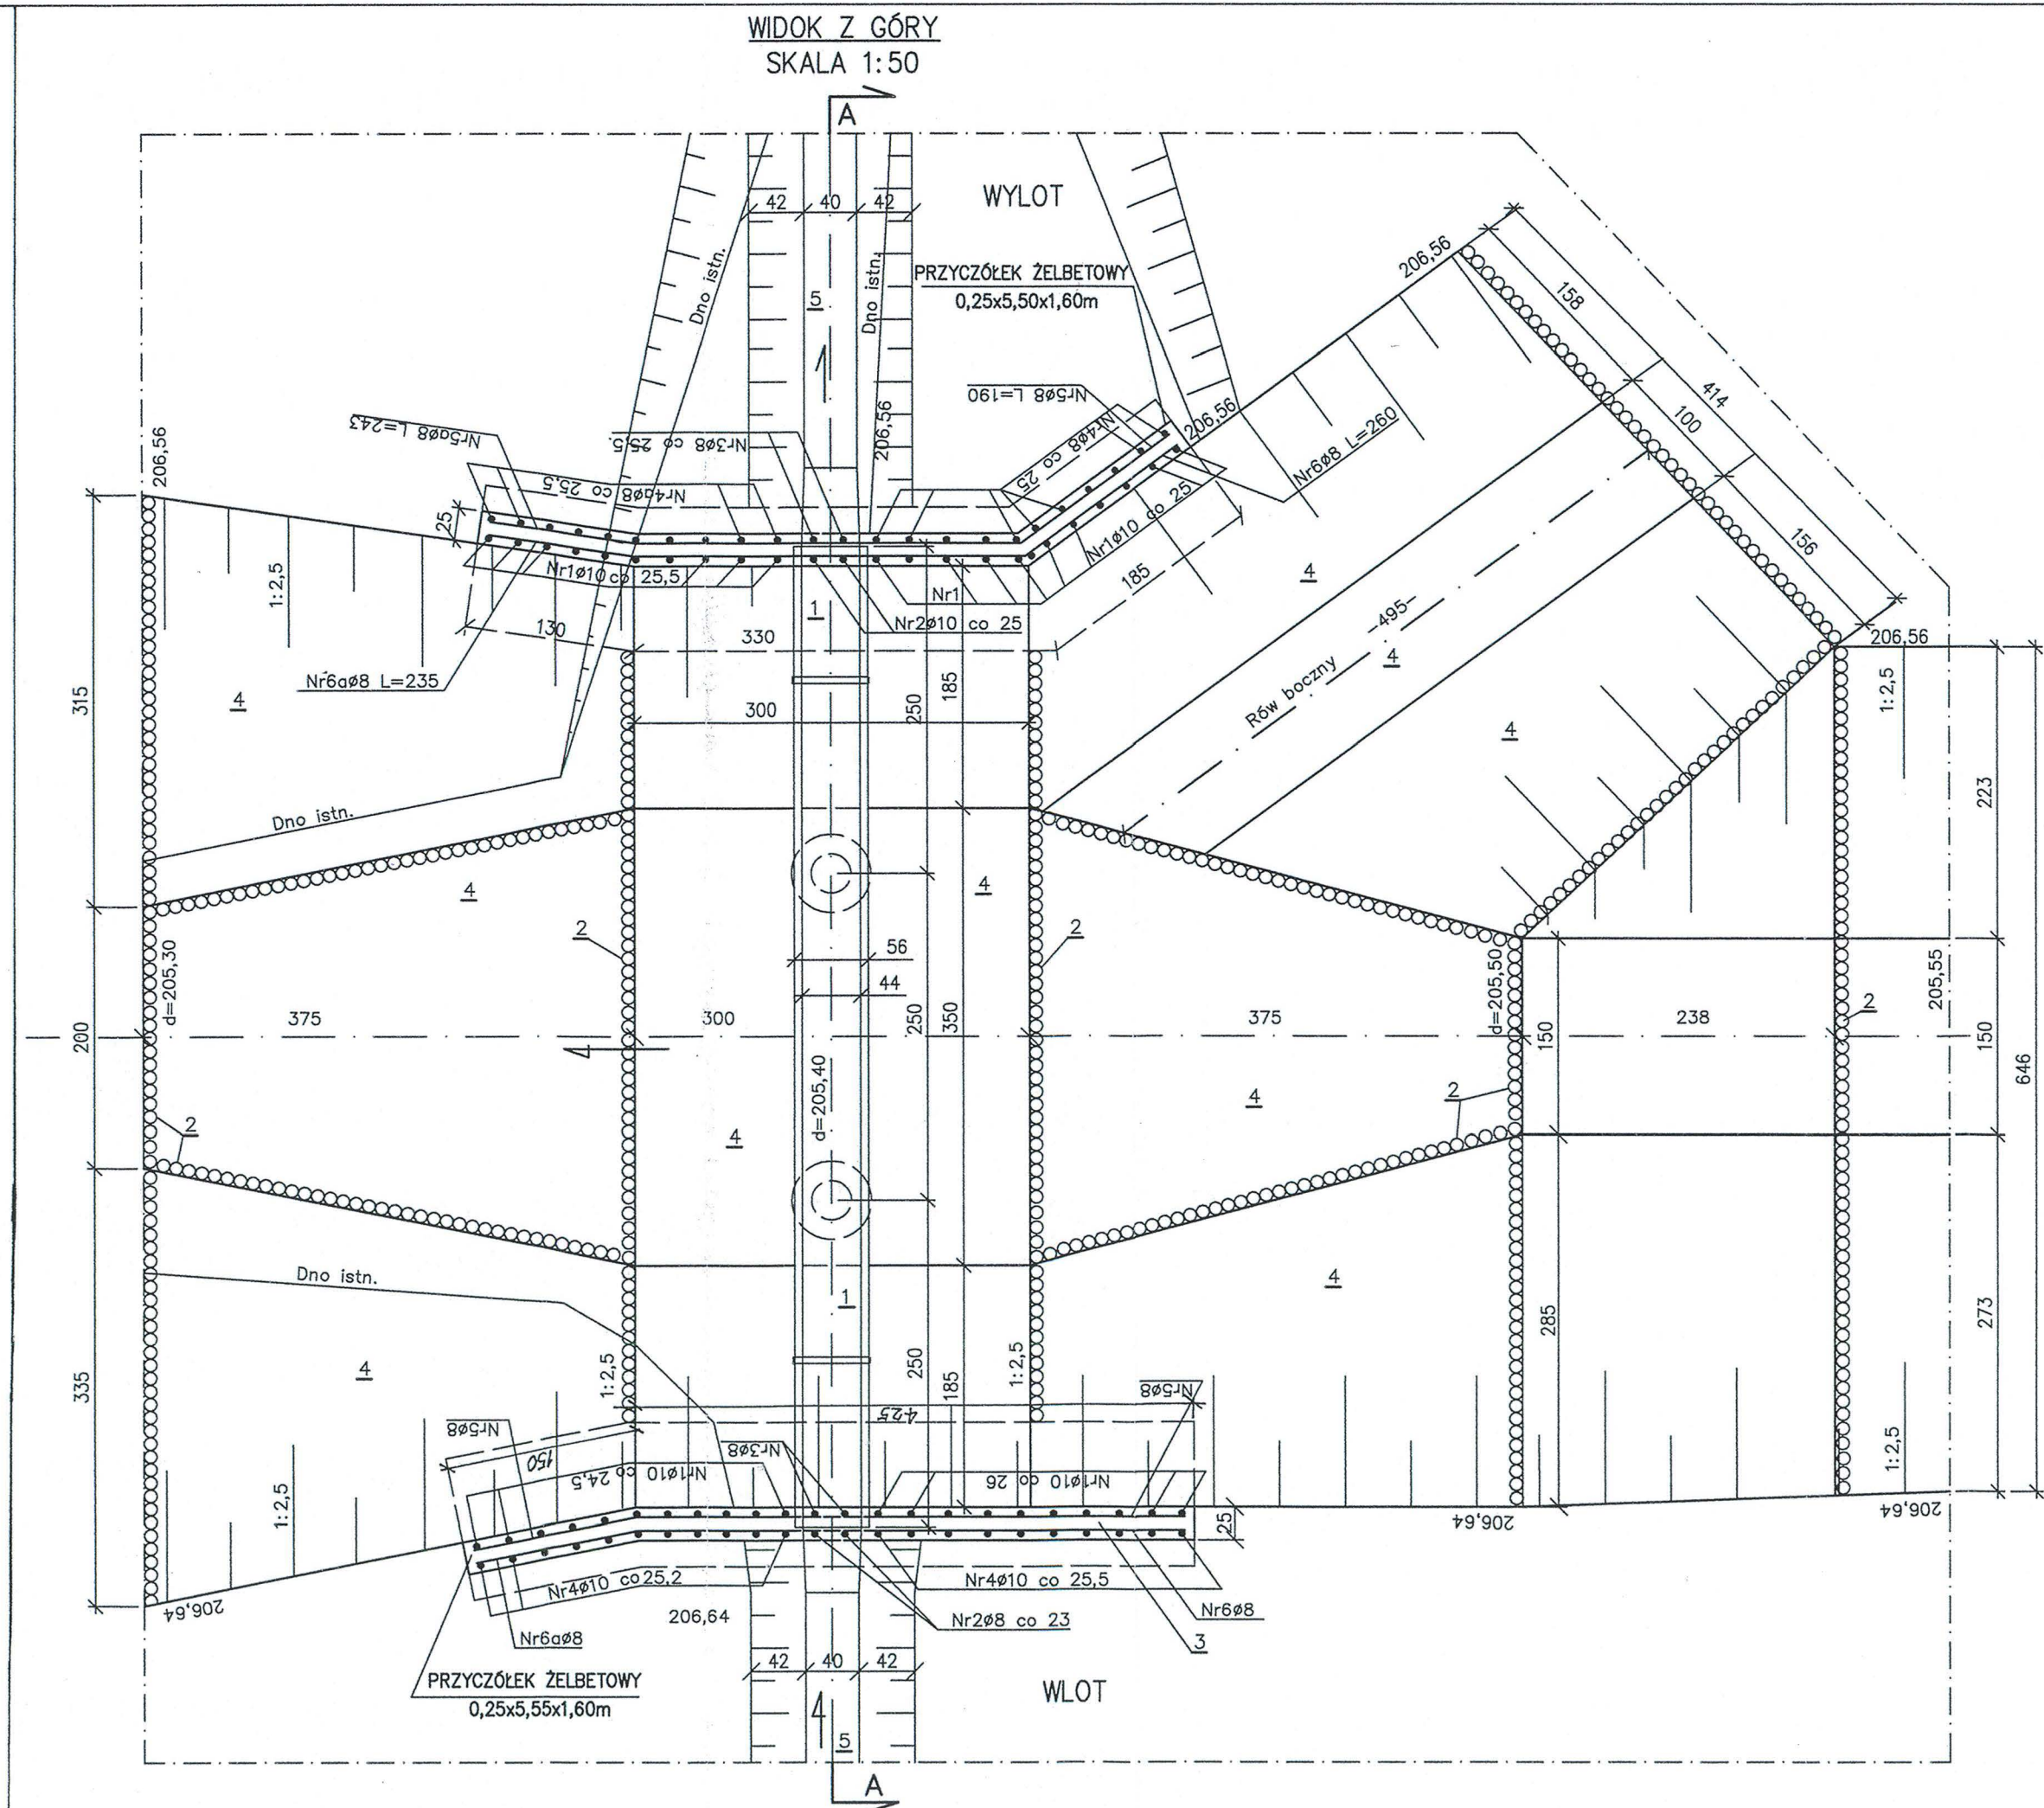 WIDOK Z GÓRY
SKALA 1:50
A
WYLOT
42
40
42
Dno istn.
5
Dno istn.
206,56
PRZYCZÓŁEK ŻELBETOWY
0,25x5,50x1,60m
206,56
158
414
100
156
206,56
Nr5aø8 L=243
Nr3ø8 co 25,5
Nr5ø8 L=190
206,56
Nr4ø8 co 25
Nr6ø8 L=260
206,56
25
Nr4aø8 co 25,5
Nr1ø10 co 25,5
Nr1ø10 co 25
185
Nr1
Nr2ø10 co 25
130
330
1
Nr6aø8 L=235
1:2,5
4
315
4
-495-
4
Rów boczny
4
1:2,5
300
250
185
223
Dno istn.
4
4
2
2
56
44
d=205,30
d=205,50
205,55
2
200
375
300
250
350
375
150
238
150
646
d=205,40
2
4
2
4
Dno istn.
1
4
4
335
1:2,5
250
185
1:2,5
285
273
1:2,5
1:2,5
425
Nr5ø8
Nr5ø8
150
Nr3ø8
Nr1ø10 co 24,5
Nr1ø10 co 26
25
206,64
206,64
206,64
Nr4ø10 co 25,2
Nr4ø10 co 25,5
206,64
Nr2ø8 co 23
Nr6ø8
Nr6aø8
3
PRZYCZÓŁEK ŻELBETOWY
0,25x5,55x1,60m
42
40
42
WLOT
5
A